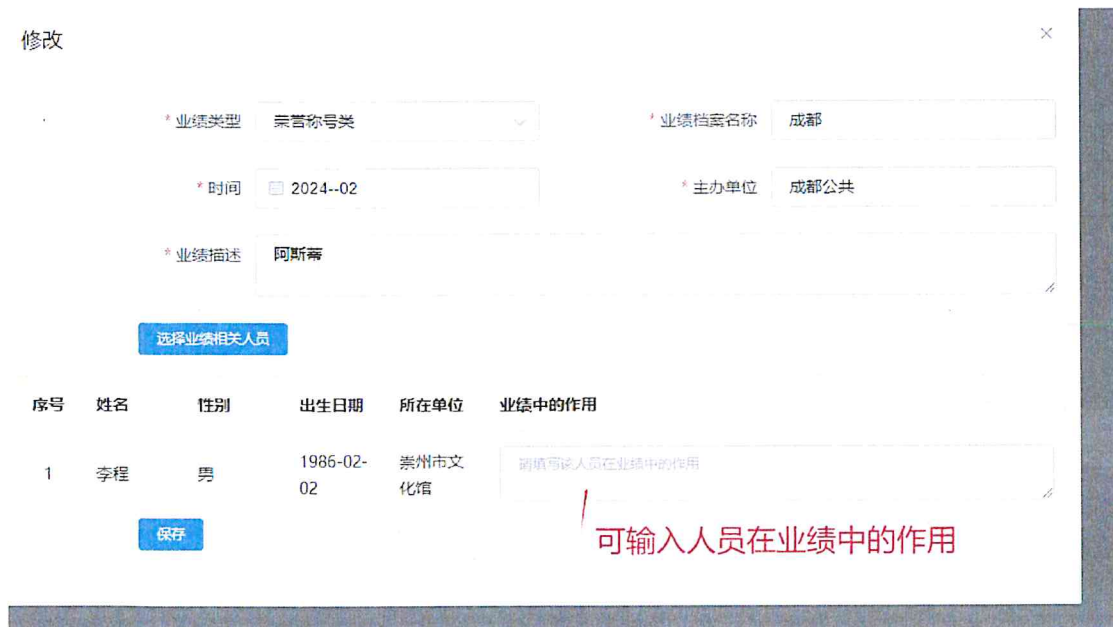 修改
* 业绩类型 荣誉称号类 * 业绩档案名称 成都
* 时间 2024--02 * 主办单位 成都公共
* 业绩描述 阿斯蒂
选择业绩相关人员
序号 姓名 性别 出生日期 所在单位 业绩中的作用
1 李程 男 1986-02-02 崇州市文化馆 请填写该人员在业绩中的作用
保存
可输入人员在业绩中的作用